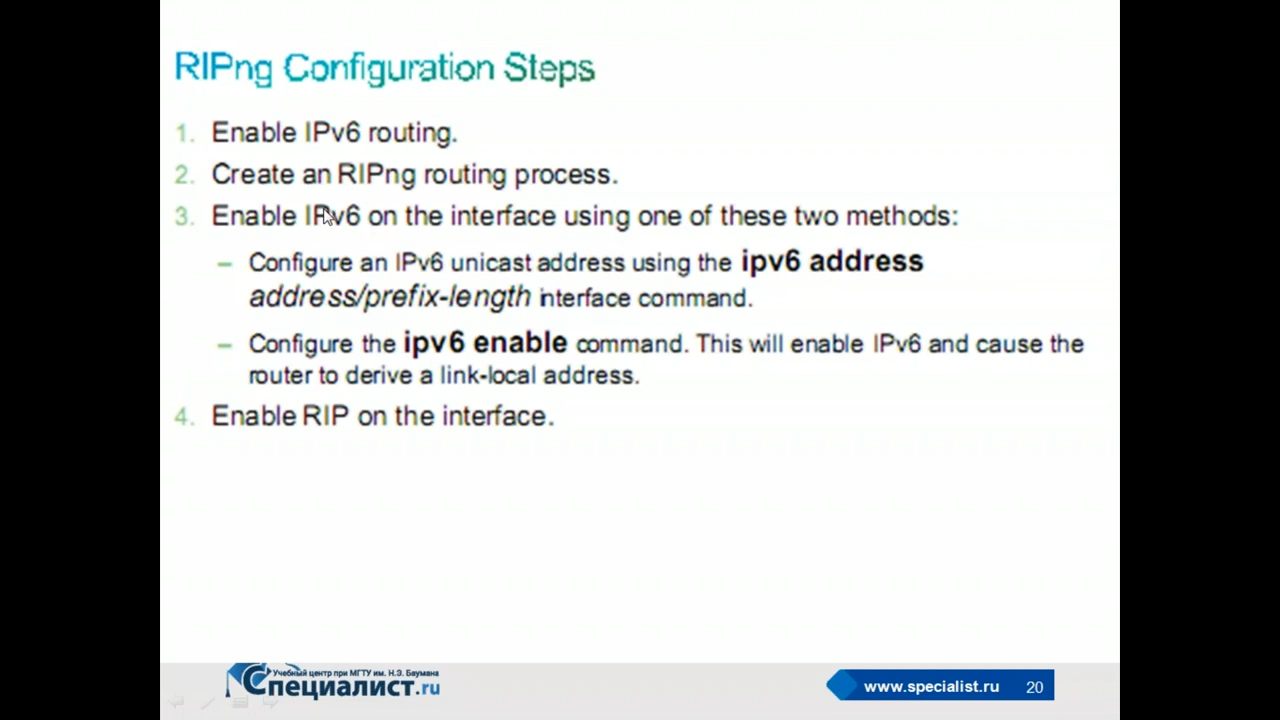 RIPng Configuration Steps
1. Enable IPv6 routing.
2. Create an RIPng routing process.
3. Enable IPv6 on the interface using one of these two methods:
– Configure an IPv6 unicast address using the ipv6 address
address/prefix-length interface command.
– Configure the ipv6 enable command. This will enable IPv6 and cause the
router to derive a link-local address.
4. Enable RIP on the interface.
Учебный центр при МГТУ им. Н.Э. Баумана
Специалист.ru
www.specialist.ru 20